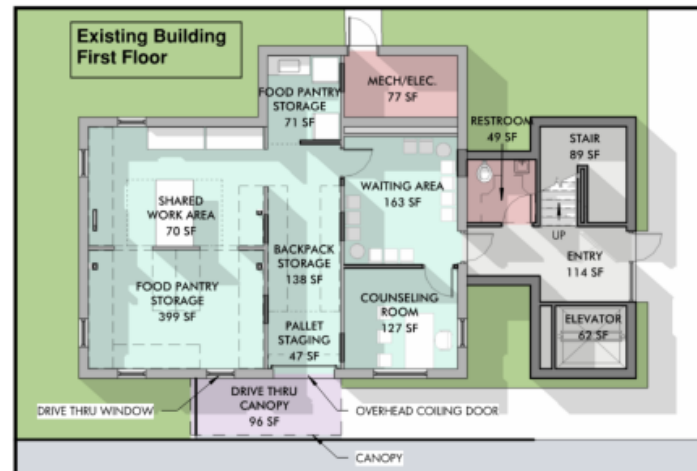 Existing Building
First Floor
MECH/ELEC.
77 SF
FOOD PANTRY
STORAGE
71 SF
RESTROOM
49 SF
STAIR
89 SF
WAITING AREA
163 SF
SHARED
WORK AREA
70 SF
UP
BACKPACK
STORAGE
138 SF
ENTRY
114 SF
FOOD PANTRY
STORAGE
399 SF
COUNSELING
ROOM
127 SF
PALLET
STAGING
47 SF
ELEVATOR
62 SF
DRIVE THRU WINDOW
DRIVE THRU
CANOPY
96 SF
OVERHEAD COILING DOOR
CANOPY